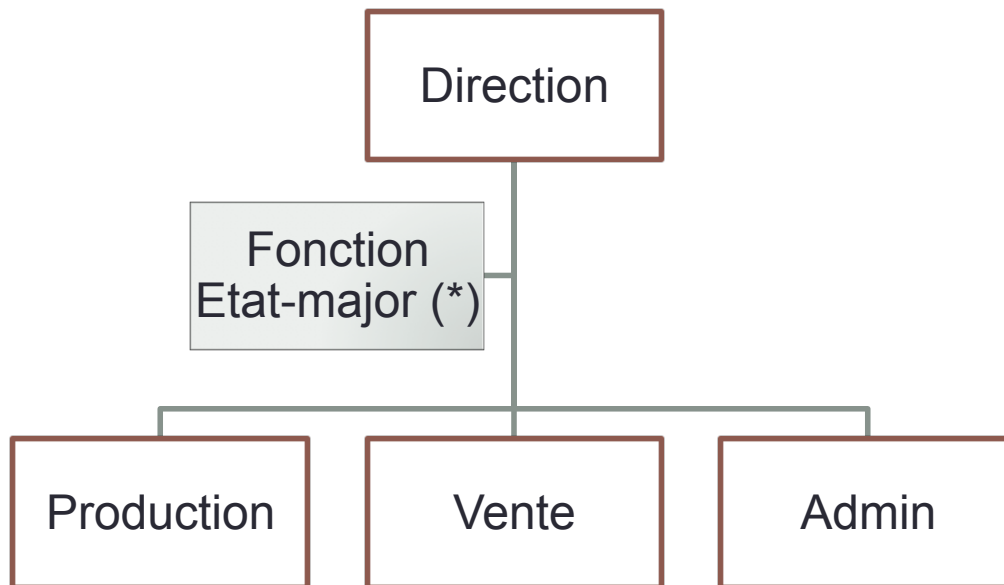 Direction
Fonction
Etat-major (*)
Production
Vente
Admin